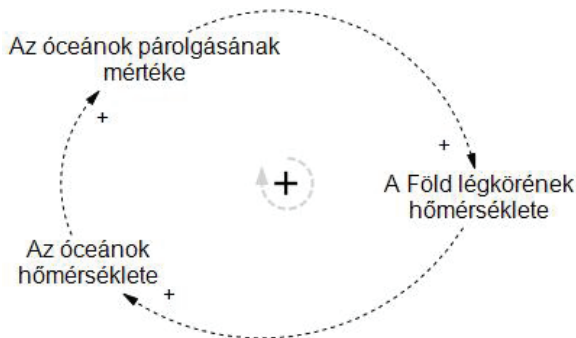 Az óceánok párolgásának
mértéke
+
+
+
A Föld légkörének
hőmérséklete
Az óceánok
hőmérséklete
+